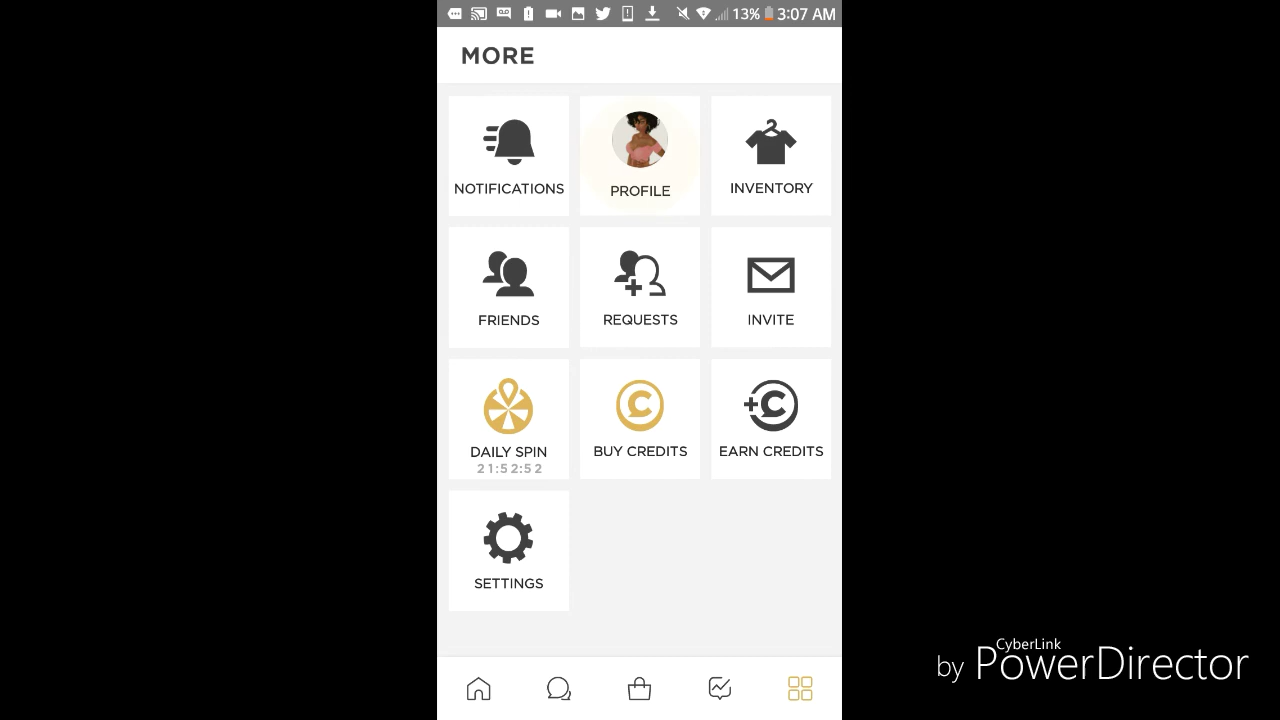 13% 3:07 AM
MORE
NOTIFICATIONS
PROFILE
INVENTORY
FRIENDS
REQUESTS
INVITE
DAILY SPIN
21:52:52
BUY CREDITS
EARN CREDITS
SETTINGS
CyberLink
by PowerDirector